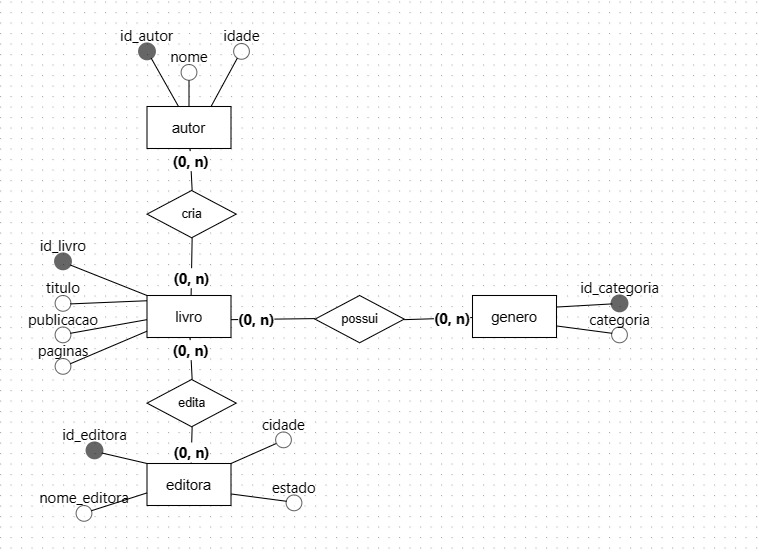 id_autor
idade
nome
autor
(0, n)
cria
(0, n)
id_livro
titulo
publicacao
paginas
livro
(0, n)
possui
(0, n)
genero
id_categoria
categoria
(0, n)
edita
(0, n)
id_editora
cidade
editora
nome_editora
estado